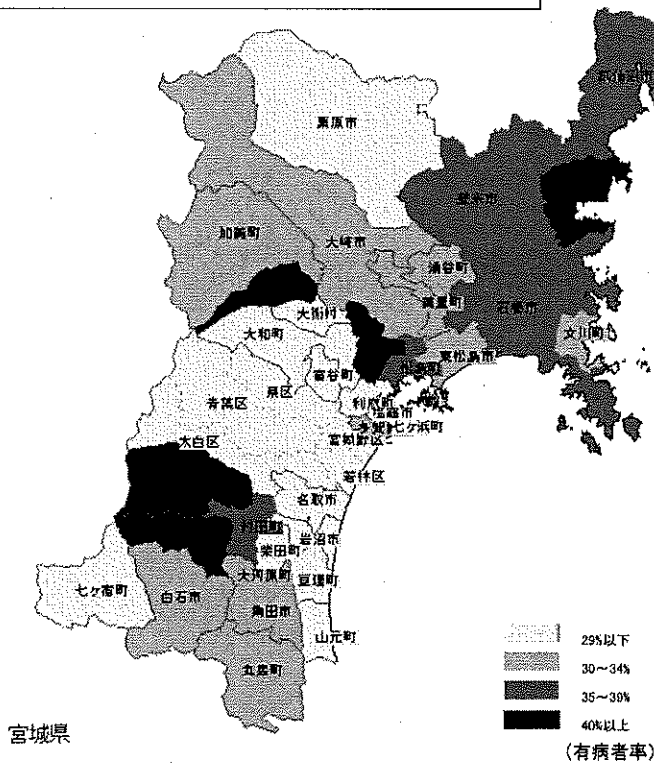 栗原市
登米市
加美町
大崎市
涌谷町
美里町
石巻市
大衡村
女川町
大和町
東松島市
松島町
富谷町
青葉区
泉区
利府町
塩竈市
七ヶ浜町
太白区
宮城野区
若林区
名取市
村田町
岩沼市
柴田町
大河原町
亘理町
七ヶ宿町
白石市
角田市
山元町
丸森町
29%以下
30～34%
35～39%
40%以上
(有病者率)
宮城県